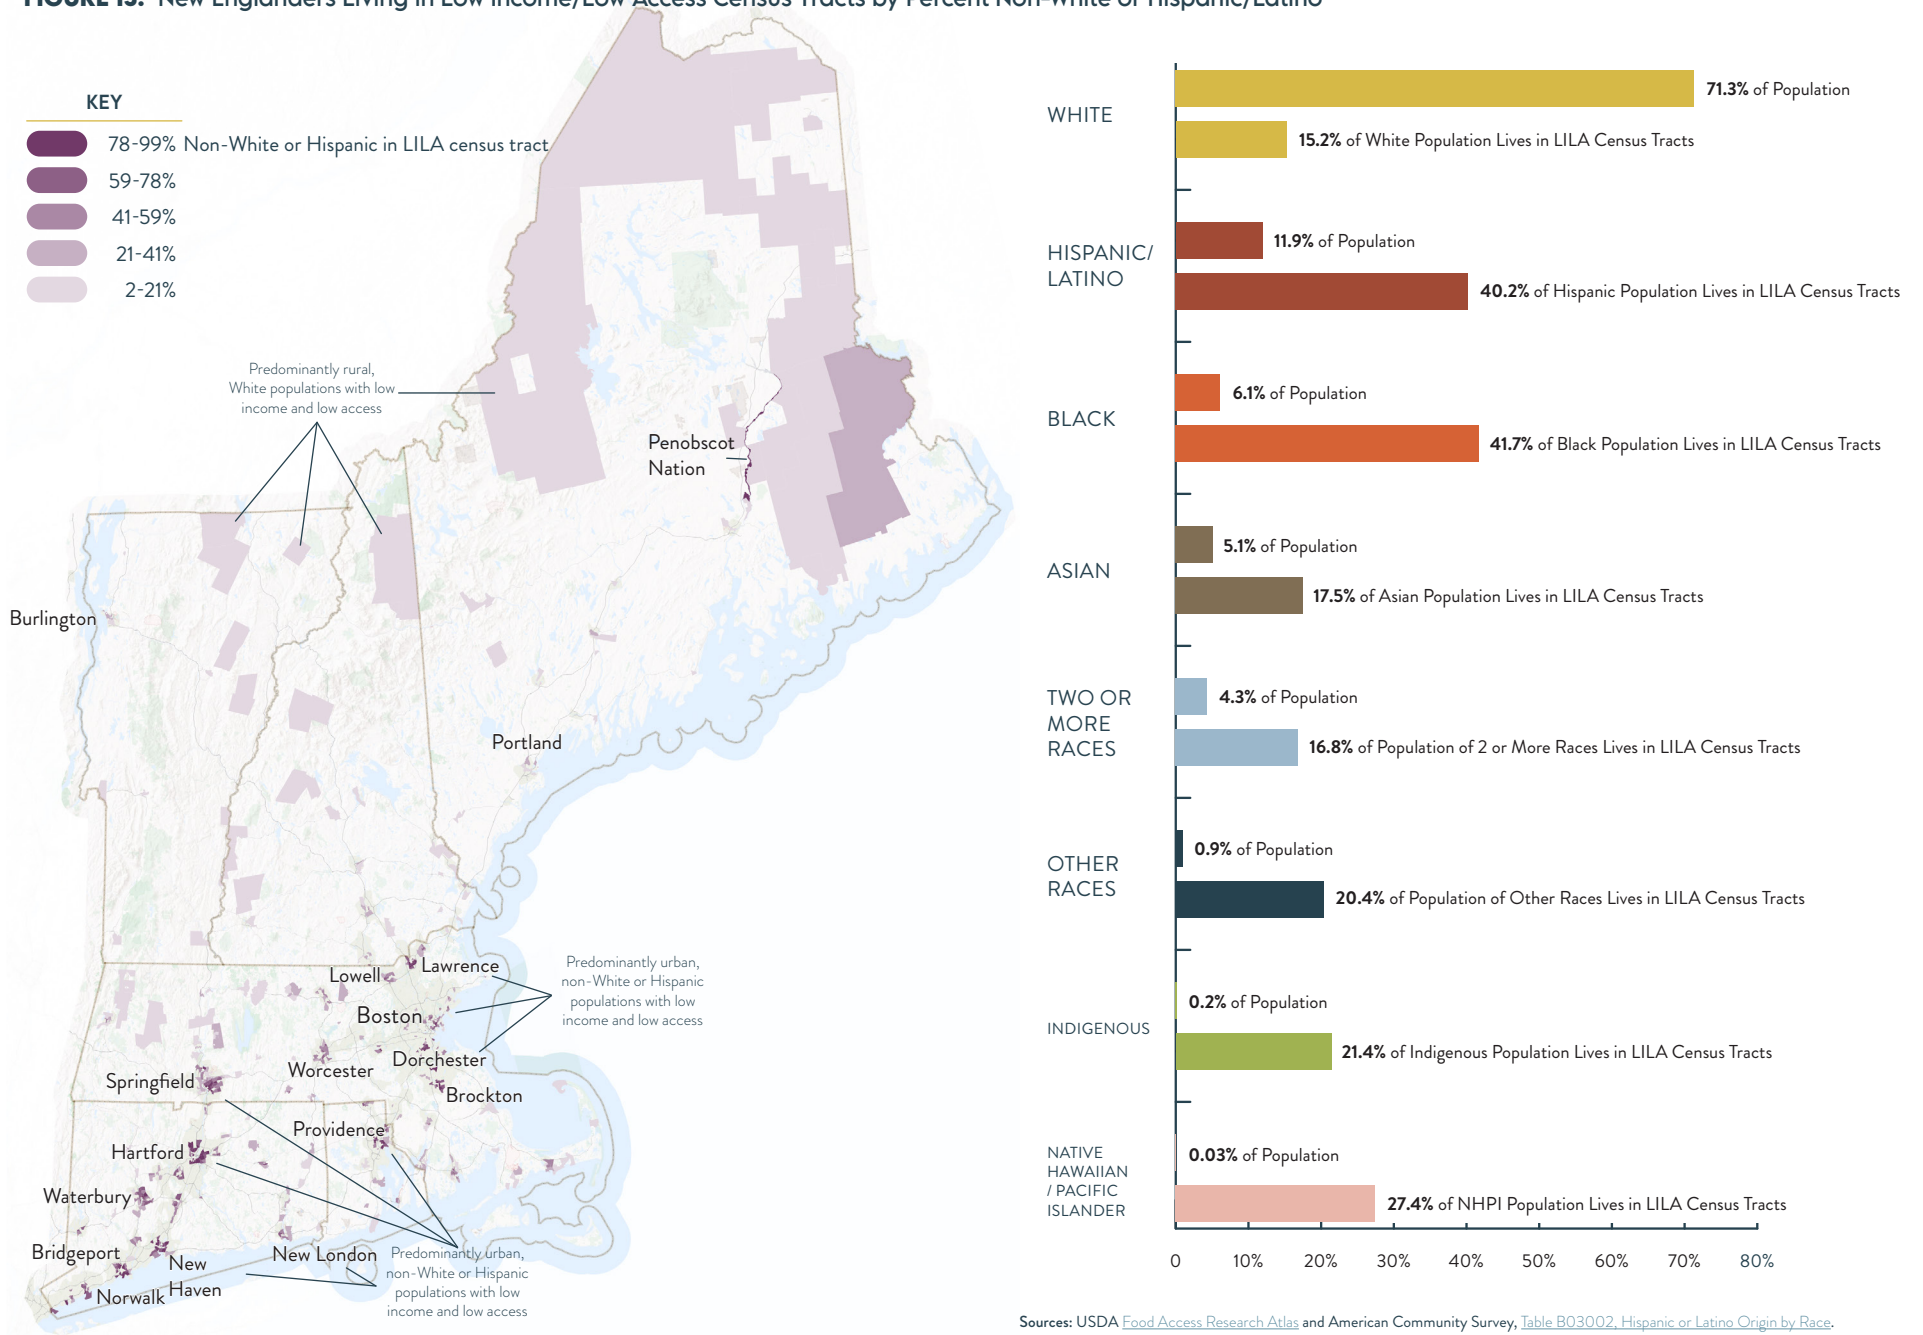 FIGURE 15: New Englanders Living in Low Income/Low Access Census Tracts by Percent Non-White or Hispanic/Latino
KEY
78-99% Non-White or Hispanic in LILA census tract
59-78%
41-59%
21-41%
2-21%
Predominantly rural,
White populations with low
income and low access
Penobscot
Nation
Burlington
Portland
Lowell
Lawrence
Boston
Predominantly urban,
non-White or Hispanic
populations with low
income and low access
Dorchester
Worcester
Springfield
Brockton
Providence
Hartford
Waterbury
Bridgeport
New
Haven
New London
Norwalk
Predominantly urban,
non-White or Hispanic
populations with low
income and low access
WHITE
71.3% of Population
15.2% of White Population Lives in LILA Census Tracts
HISPANIC/
LATINO
11.9% of Population
40.2% of Hispanic Population Lives in LILA Census Tracts
BLACK
6.1% of Population
41.7% of Black Population Lives in LILA Census Tracts
ASIAN
5.1% of Population
17.5% of Asian Population Lives in LILA Census Tracts
TWO OR
MORE
RACES
4.3% of Population
16.8% of Population of 2 or More Races Lives in LILA Census Tracts
OTHER
RACES
0.9% of Population
20.4% of Population of Other Races Lives in LILA Census Tracts
INDIGENOUS
0.2% of Population
21.4% of Indigenous Population Lives in LILA Census Tracts
NATIVE
HAWAIIAN
/ PACIFIC
ISLANDER
0.03% of Population
27.4% of NHPI Population Lives in LILA Census Tracts
0 10% 20% 30% 40% 50% 60% 70% 80%
Sources: USDA Food Access Research Atlas and American Community Survey, Table B03002, Hispanic or Latino Origin by Race.